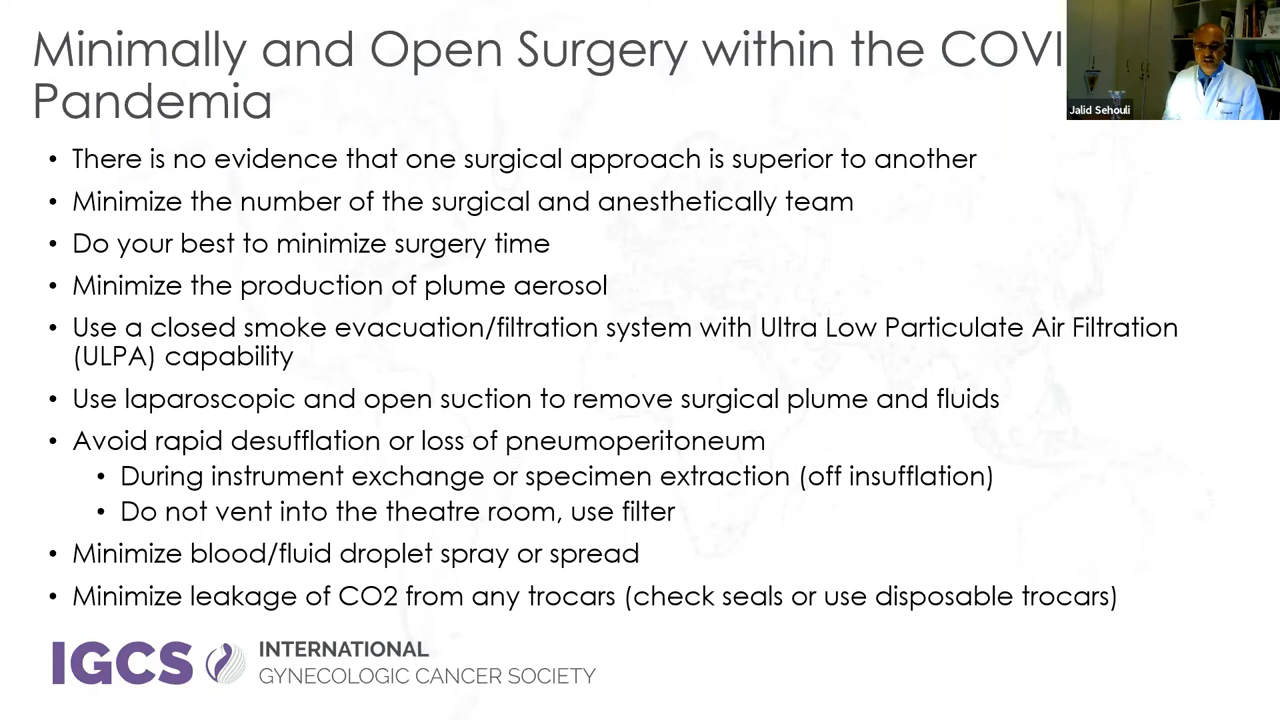 Minimally and Open Surgery within the COVI
Pandemia
Jalid Sehouli
• There is no evidence that one surgical approach is superior to another
• Minimize the number of the surgical and anesthetically team
• Do your best to minimize surgery time
• Minimize the production of plume aerosol
• Use a closed smoke evacuation/filtration system with Ultra Low Particulate Air Filtration
(ULPA) capability
• Use laparoscopic and open suction to remove surgical plume and fluids
• Avoid rapid desufflation or loss of pneumoperitoneum
• During instrument exchange or specimen extraction (off insufflation)
• Do not vent into the theatre room, use filter
• Minimize blood/fluid droplet spray or spread
• Minimize leakage of CO2 from any trocars (check seals or use disposable trocars)
IGCS INTERNATIONAL
GYNECOLOGIC CANCER SOCIETY